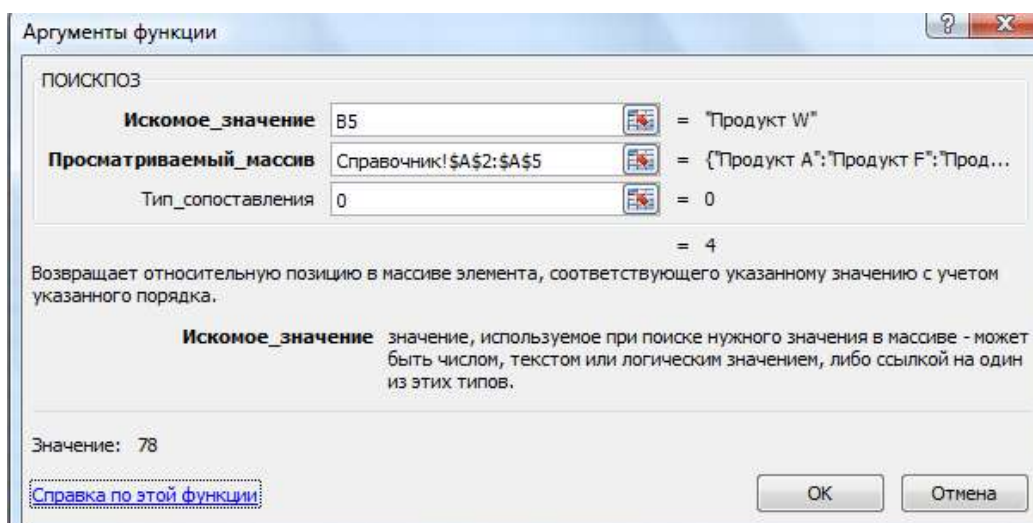 Аргументы функции
ПОИСКПОЗ
Искомое_значение B5 = "Продукт W"
Просматриваемый_массив Справочник!$A$2:$A$5 = {"Продукт A":"Продукт F":"Прод...
Тип_сопоставления 0 = 0
= 4
Возвращает относительную позицию в массиве элемента, соответствующего указанному значению с учетом
указанного порядка.
Искомое_значение значение, используемое при поиске нужного значения в массиве - может
быть числом, текстом или логическим значением, либо ссылкой на один
из этих типов.
Значение: 78
Справка по этой функции OK Отмена